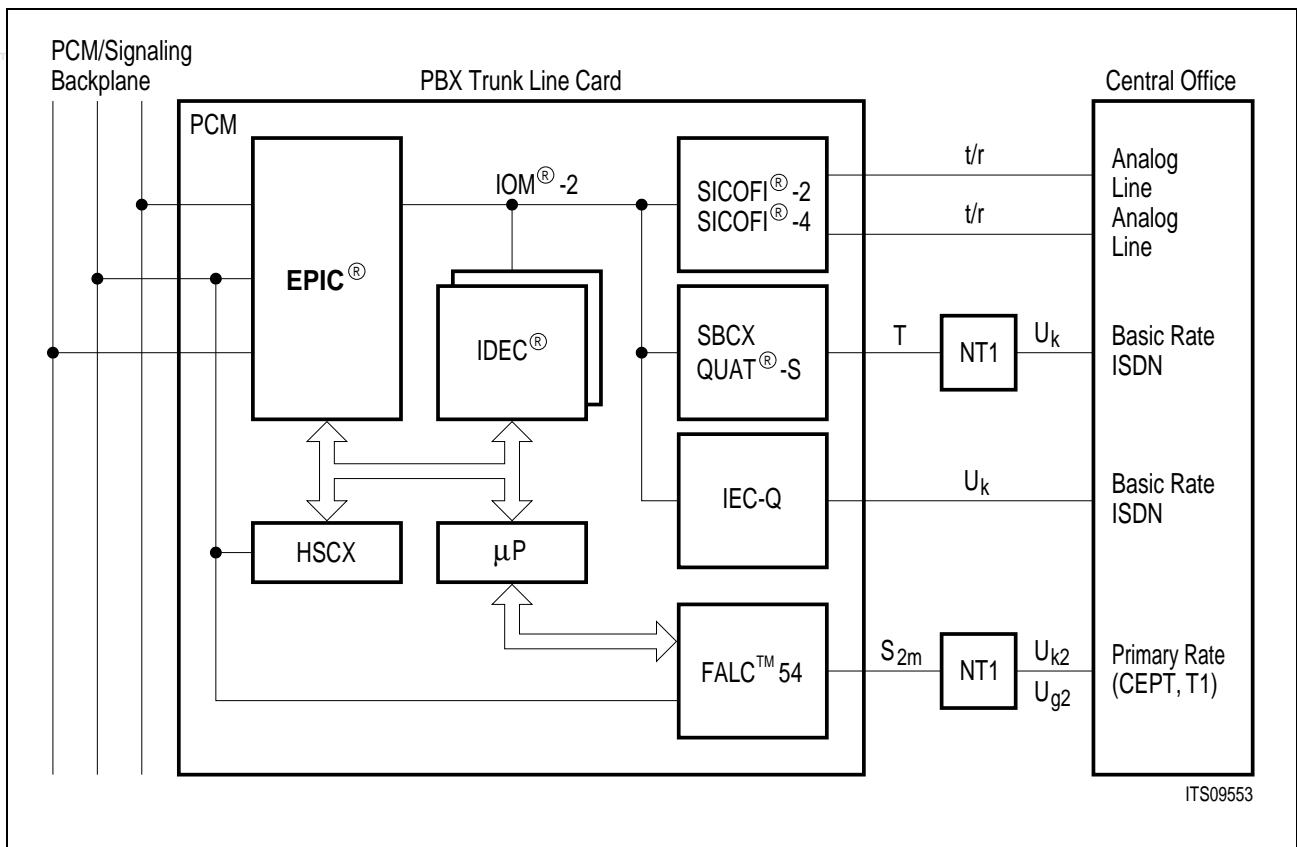 PCM/Signaling
Backplane
PBX Trunk Line Card
Central Office
PCM
IOM®-2
EPIC®
IDEC®
HSCX
µP
SICOFI®-2
SICOFI®-4
SBCX
QUAT®-S
IEC-Q
FALC™ 54
t/r
t/r
T
NT1
Uk
Uk
S2m
NT1
Uk2
Ug2
Analog
Line
Analog
Line
Basic Rate
ISDN
Basic Rate
ISDN
Primary Rate
(CEPT, T1)
ITS09553